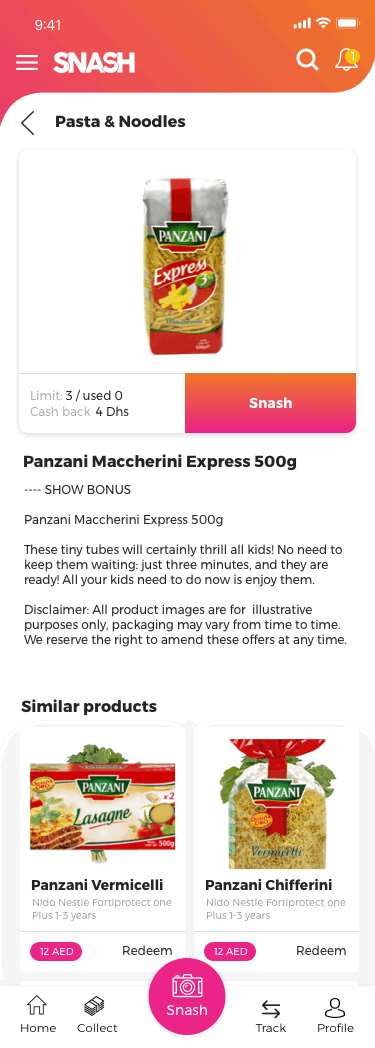 9:41
SNASH
1
Pasta & Noodles
PANZANI
Express
3
Limit: 3 / used 0
Cash back 4 Dhs
Snash
Panzani Maccherini Express 500g
---- SHOW BONUS
Panzani Maccherini Express 500g
These tiny tubes will certainly thrill all kids! No need to
keep them waiting: just three minutes, and they are
ready! All your kids need to do now is enjoy them.
Disclaimer: All product images are for illustrative
purposes only, packaging may vary from time to time.
We reserve the right to amend these offers at any time.
Similar products
PANZANI
x2
Lasagne
500g
PANZANI
Vermicelli
Panzani Vermicelli
Nido Nestle Fortiprotect one
Plus 1-3 years
Panzani Chifferini
Nido Nestle Fortiprotect one
Plus 1-3 years
12 AED
Redeem
12 AED
Redeem
Home
Collect
Snash
Track
Profile